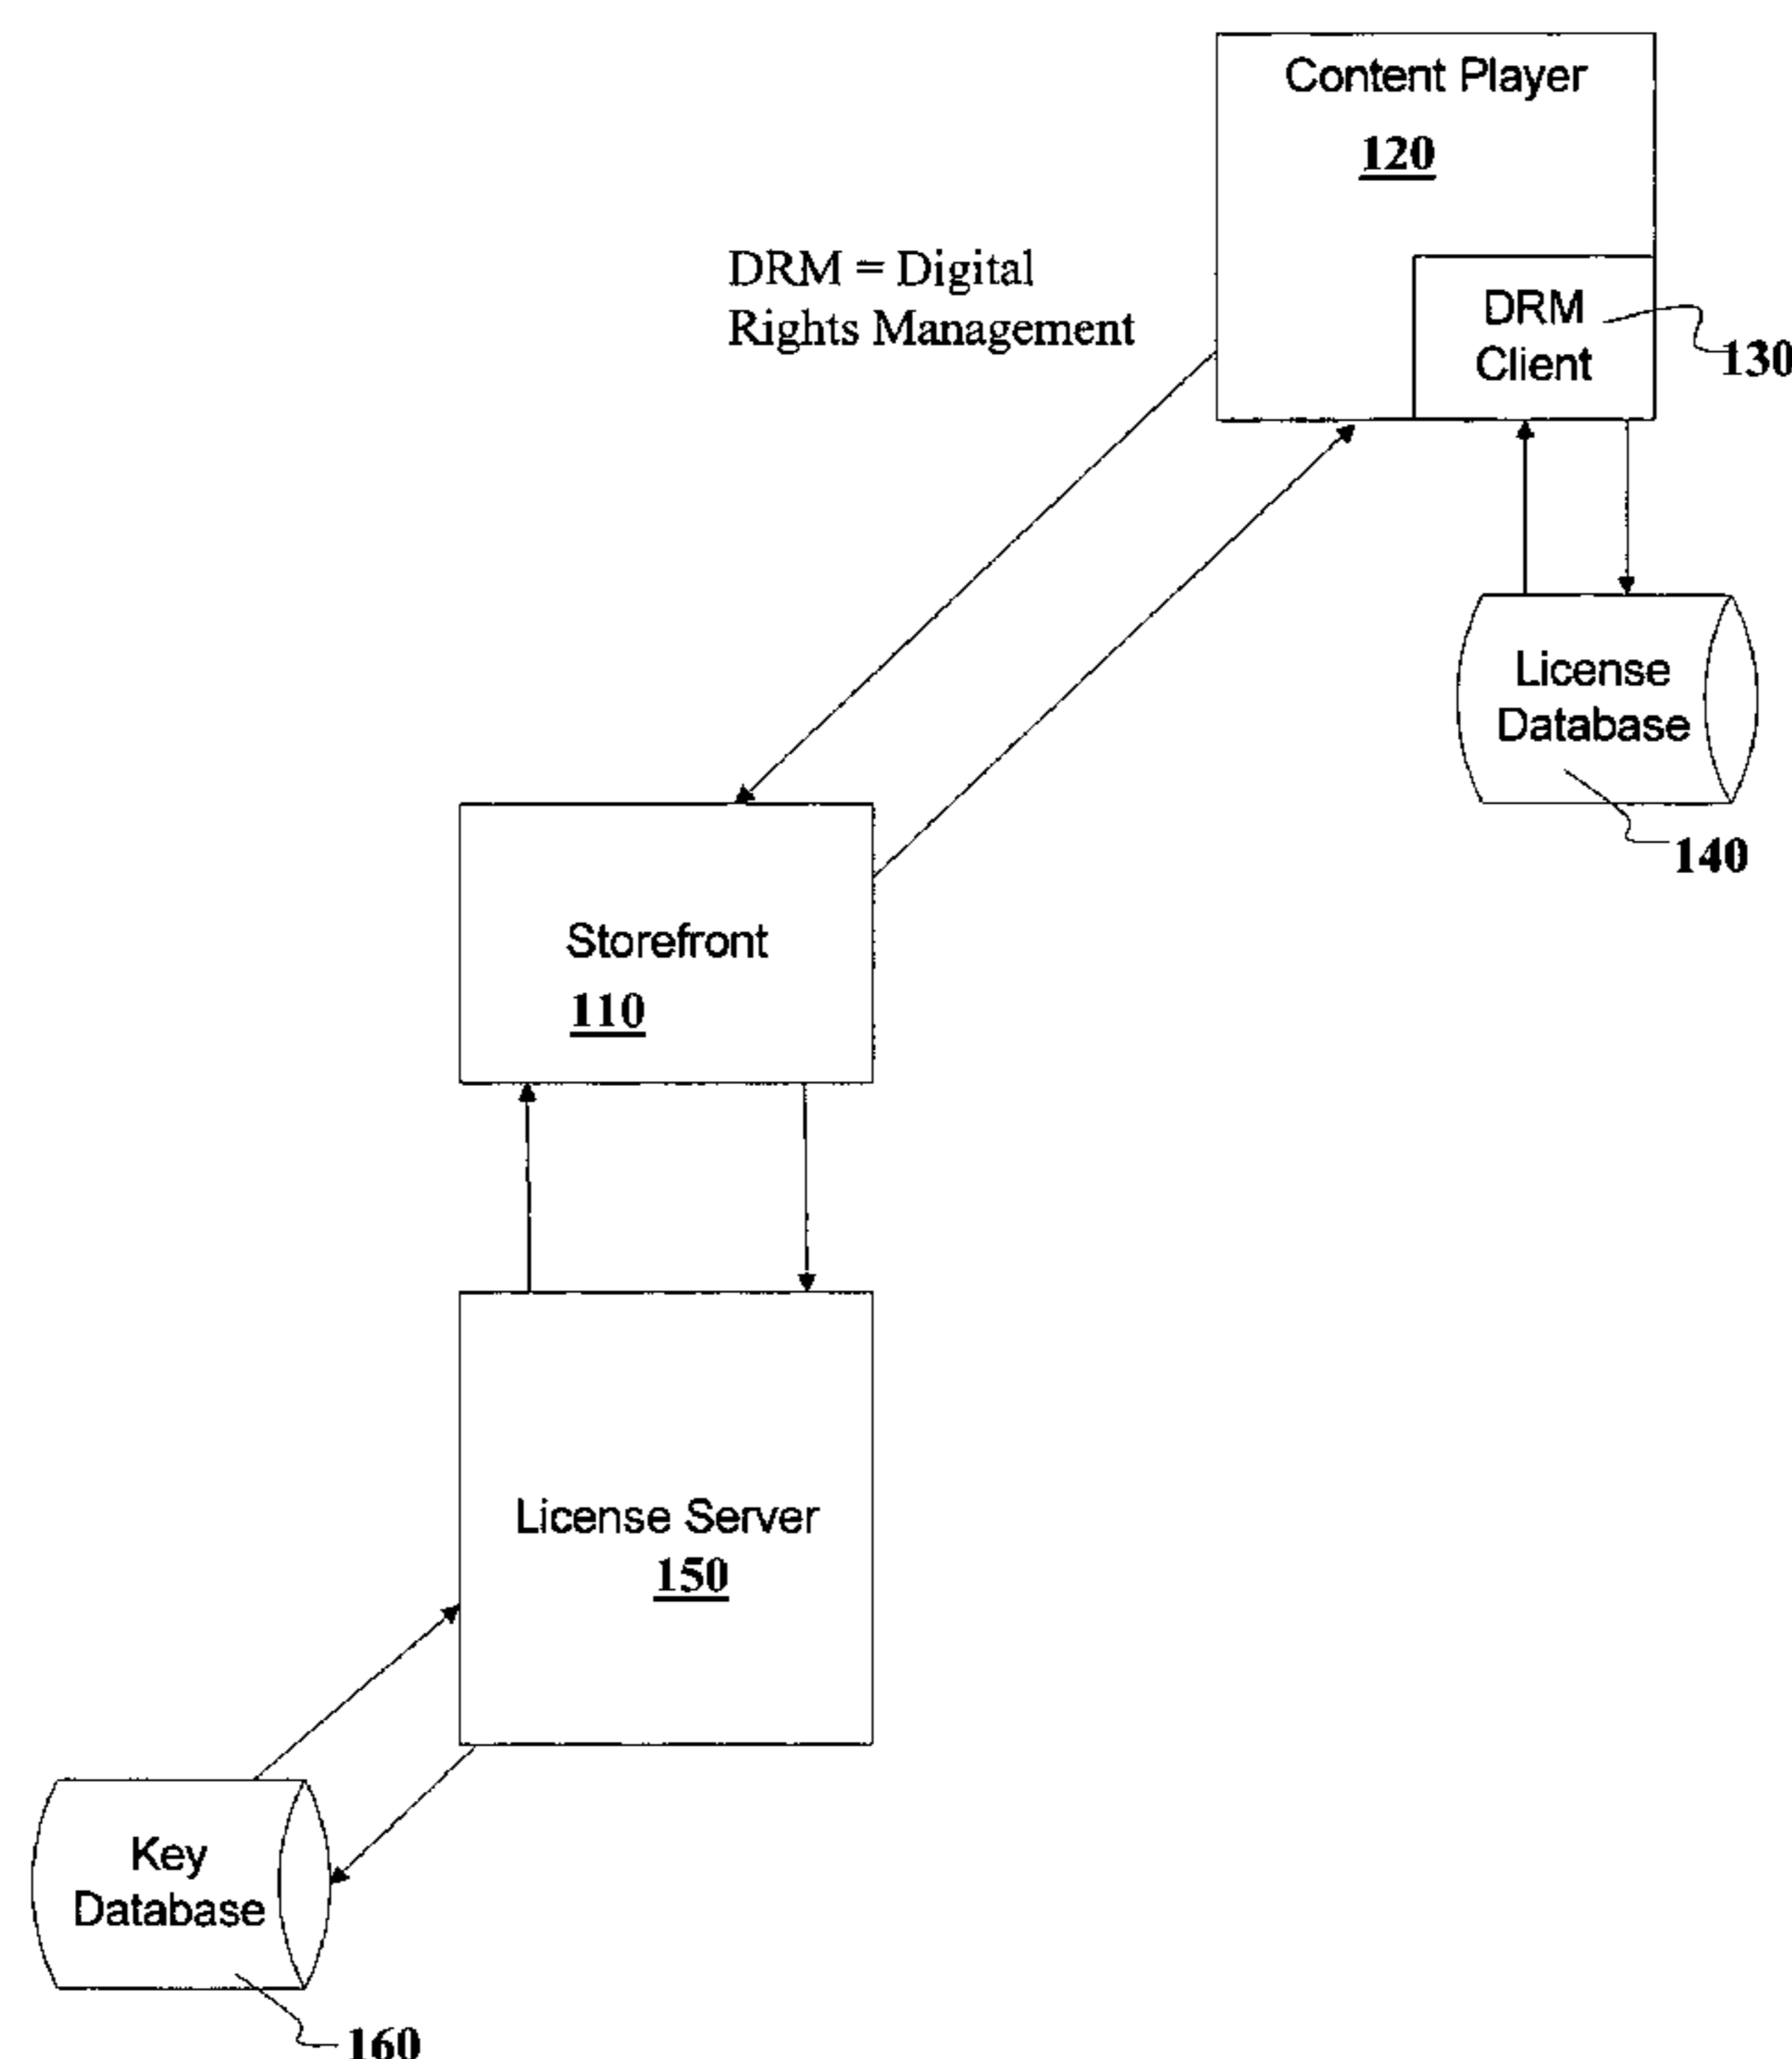 Content Player
120
DRM = Digital
Rights Management
DRM
Client
130
License
Database
140
Storefront
110
License Server
150
Key
Database
160